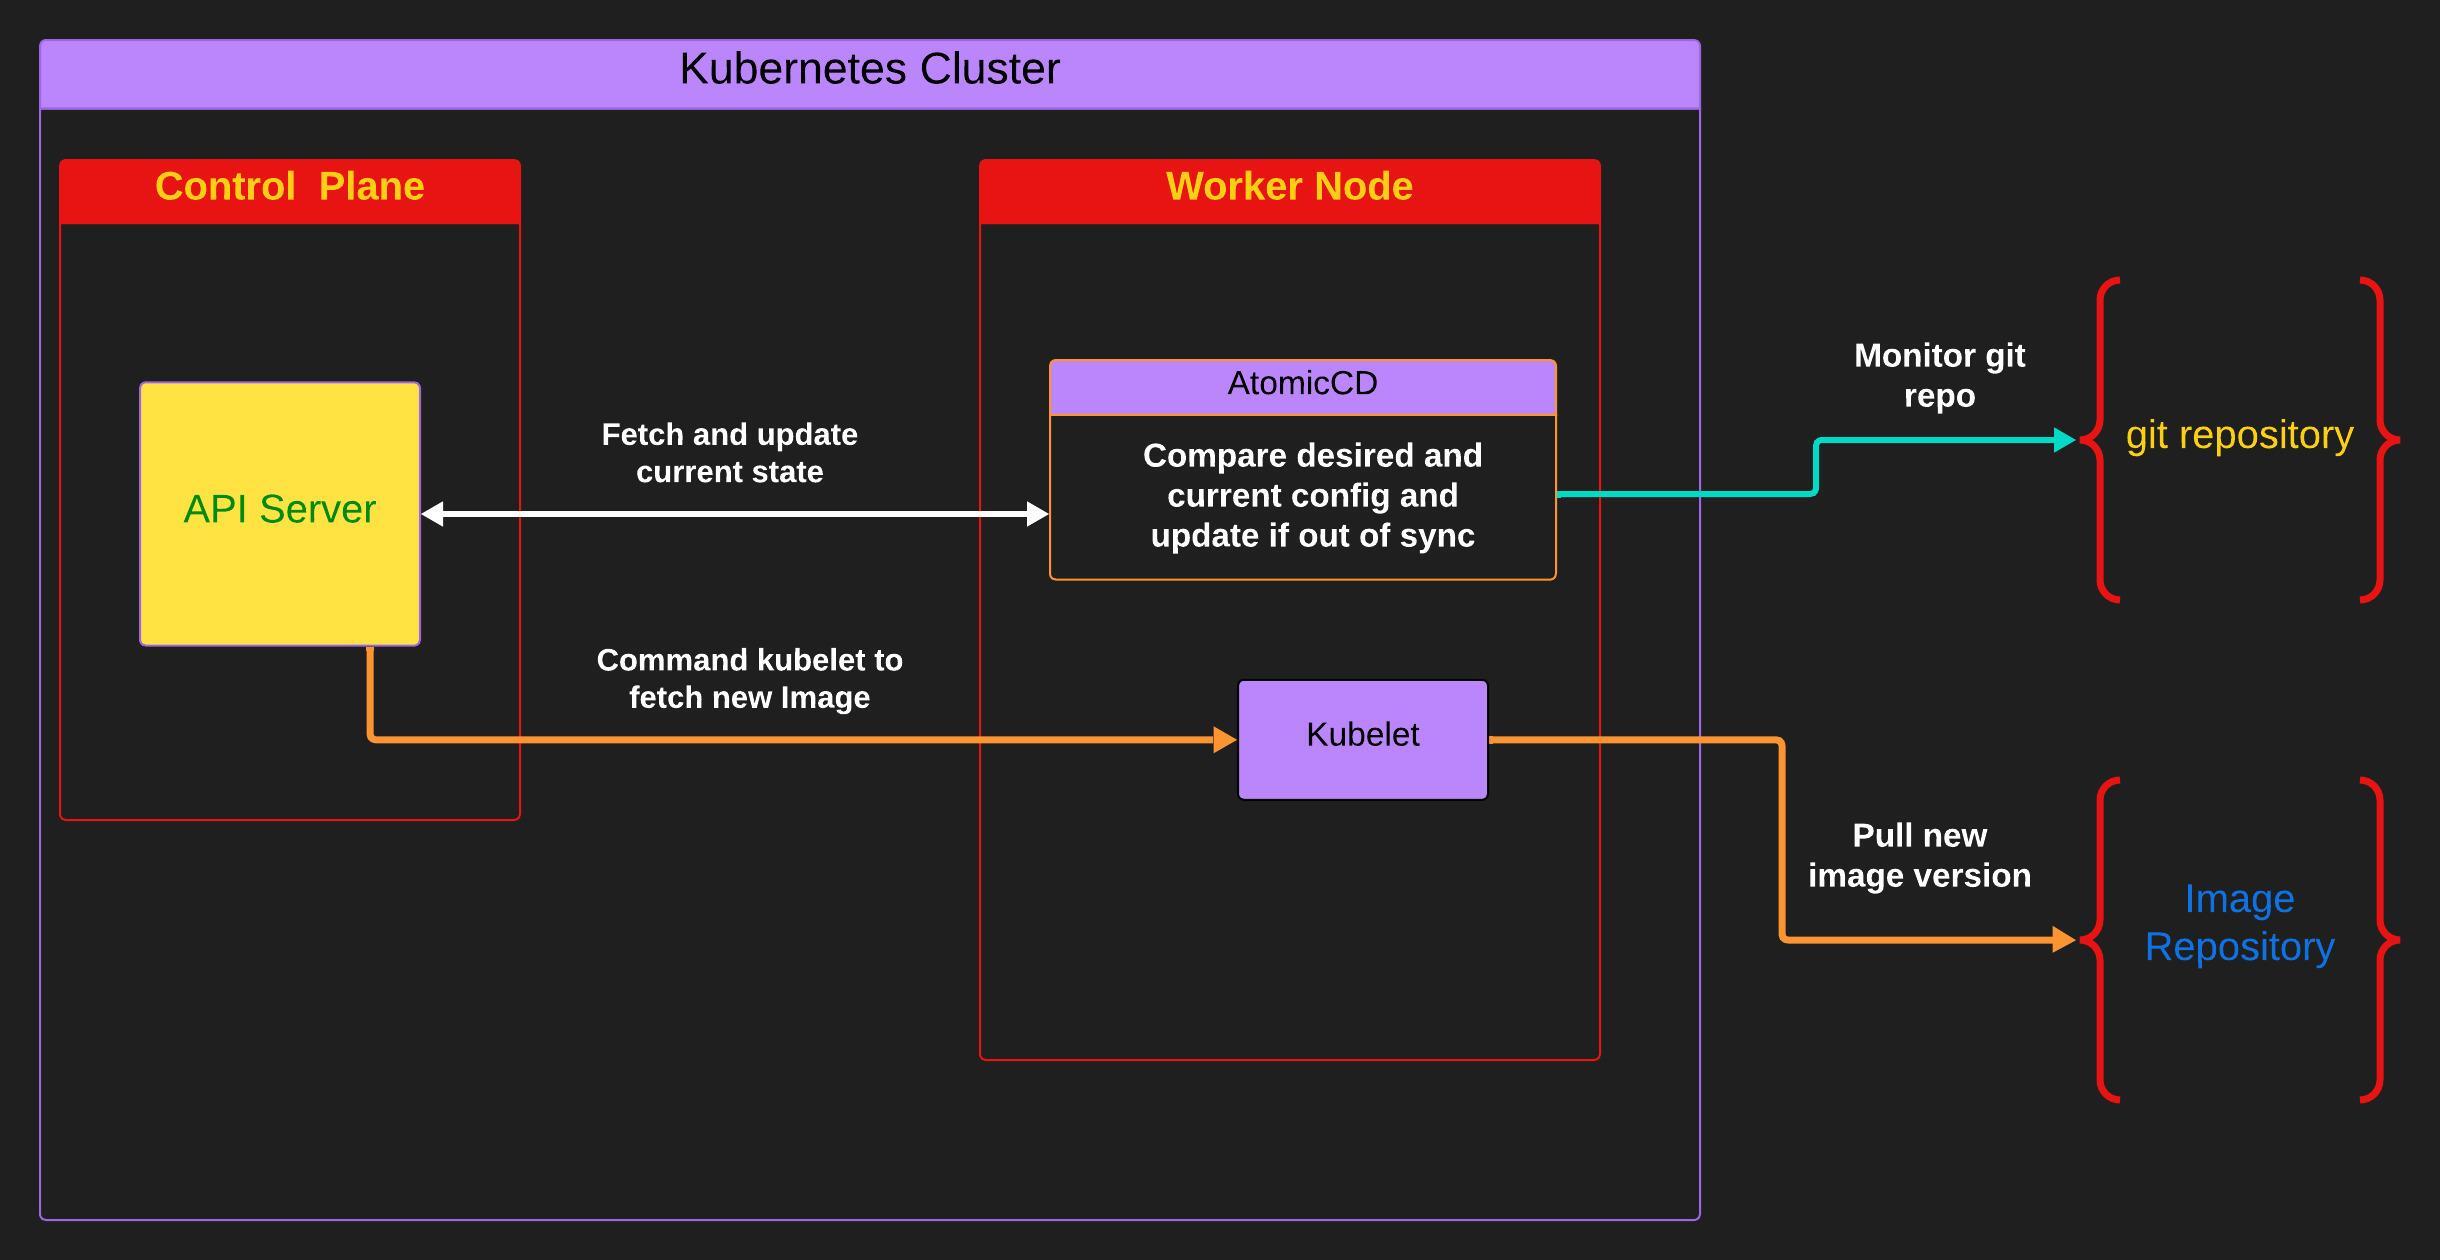 Kubernetes Cluster
Control  Plane
Worker Node
API Server
Fetch and update
current state
AtomicCD
Compare desired and
current config and
update if out of sync
Monitor git
repo
git repository
Command kubelet to
fetch new Image
Kubelet
Pull new
image version
Image
Repository